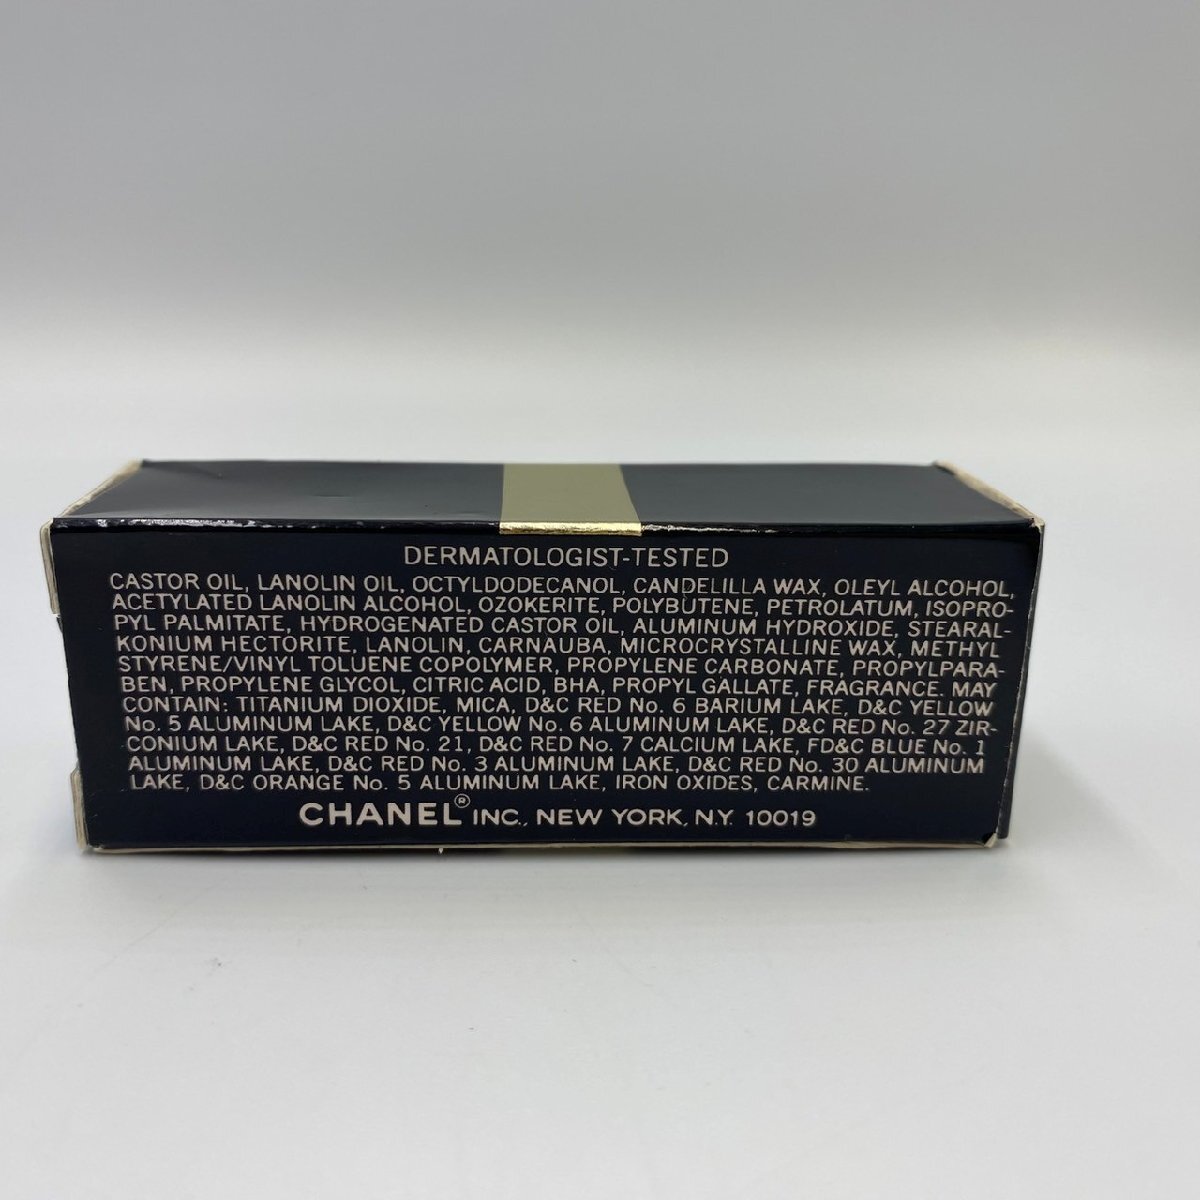 DERMATOLOGIST-TESTED
CASTOR OIL, LANOLIN OIL, OCTYLDODECANOL, CANDELILLA WAX, OLEYL ALCOHOL,
ACETYLATED LANOLIN ALCOHOL, OZOKERITE, POLYBUTENE, PETROLATUM, ISOPRO-
PYL PALMITATE, HYDROGENATED CASTOR OIL, ALUMINUM HYDROXIDE, STEARAL-
KONIUM HECTORITE, LANOLIN, CARNAUBA, MICROCRYSTALLINE WAX, METHYL
STYRENE/VINYL TOLUENE COPOLYMER, PROPYLENE CARBONATE, PROPYLPARA-
BEN, PROPYLENE GLYCOL, CITRIC ACID, BHA, PROPYL GALLATE, FRAGRANCE. MAY
CONTAIN: TITANIUM DIOXIDE, MICA, D&C RED No. 6 BARIUM LAKE, D&C YELLOW
No. 5 ALUMINUM LAKE, D&C YELLOW No. 6 ALUMINUM LAKE, D&C RED No. 27 ZIR-
CONIUM LAKE, D&C RED No. 21, D&C RED No. 7 CALCIUM LAKE, FD&C BLUE No. 1
ALUMINUM LAKE, D&C RED No. 3 ALUMINUM LAKE, D&C RED No. 30 ALUMINUM
LAKE, D&C ORANGE No. 5 ALUMINUM LAKE, IRON OXIDES, CARMINE.
CHANEL® INC., NEW YORK, N.Y. 10019